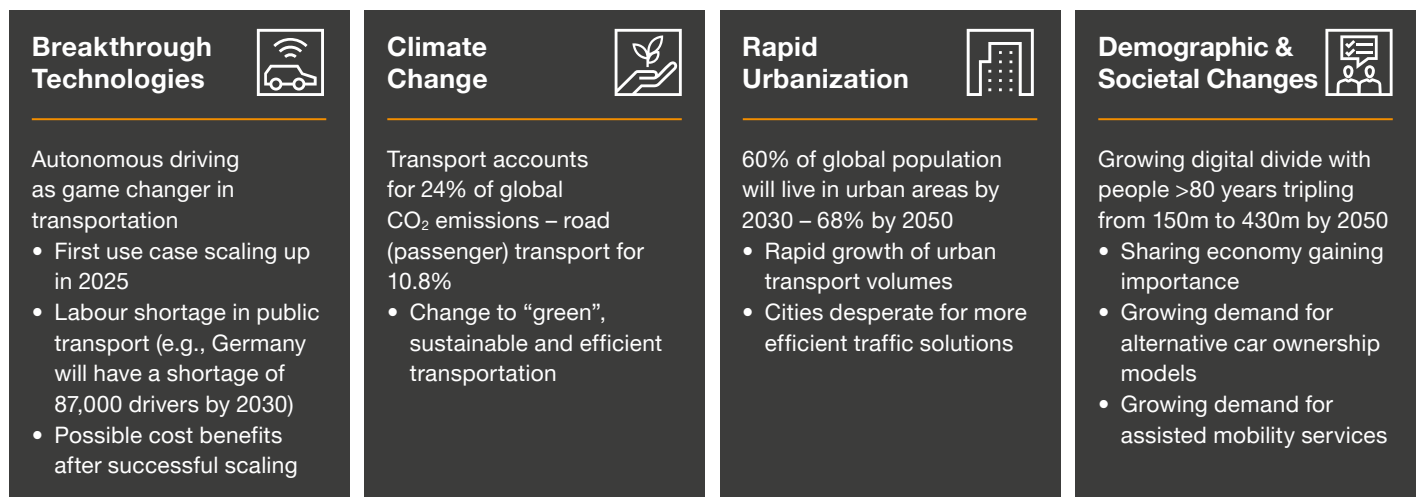 Breakthrough
Technologies
Autonomous driving
as game changer in
transportation
• First use case scaling up
in 2025
• Labour shortage in public
transport (e.g., Germany
will have a shortage of
87,000 drivers by 2030)
• Possible cost benefits
after successful scaling
Climate
Change
Transport accounts
for 24% of global
CO₂ emissions – road
(passenger) transport for
10.8%
• Change to “green”,
sustainable and efficient
transportation
Rapid
Urbanization
60% of global population
will live in urban areas by
2030 – 68% by 2050
• Rapid growth of urban
transport volumes
• Cities desperate for more
efficient traffic solutions
Demographic &
Societal Changes
Growing digital divide with
people >80 years tripling
from 150m to 430m by 2050
• Sharing economy gaining
importance
• Growing demand for
alternative car ownership
models
• Growing demand for
assisted mobility services